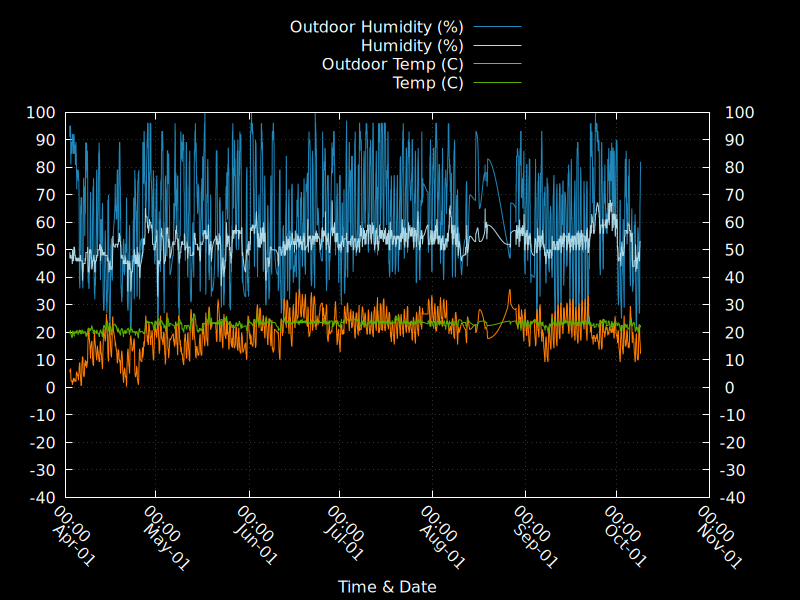 Outdoor Humidity (%)
Humidity (%)
Outdoor Temp (C)
Temp (C)
100 100
90 90
80 80
70 70
60 60
50 50
40 40
30 30
20 20
10 10
0 0
-10 -10
-20 -20
-30 -30
-40 -40
00:00 Apr-01
00:00 May-01
00:00 Jun-01
00:00 Jul-01
00:00 Aug-01
00:00 Sep-01
00:00 Oct-01
00:00 Nov-01
Time & Date